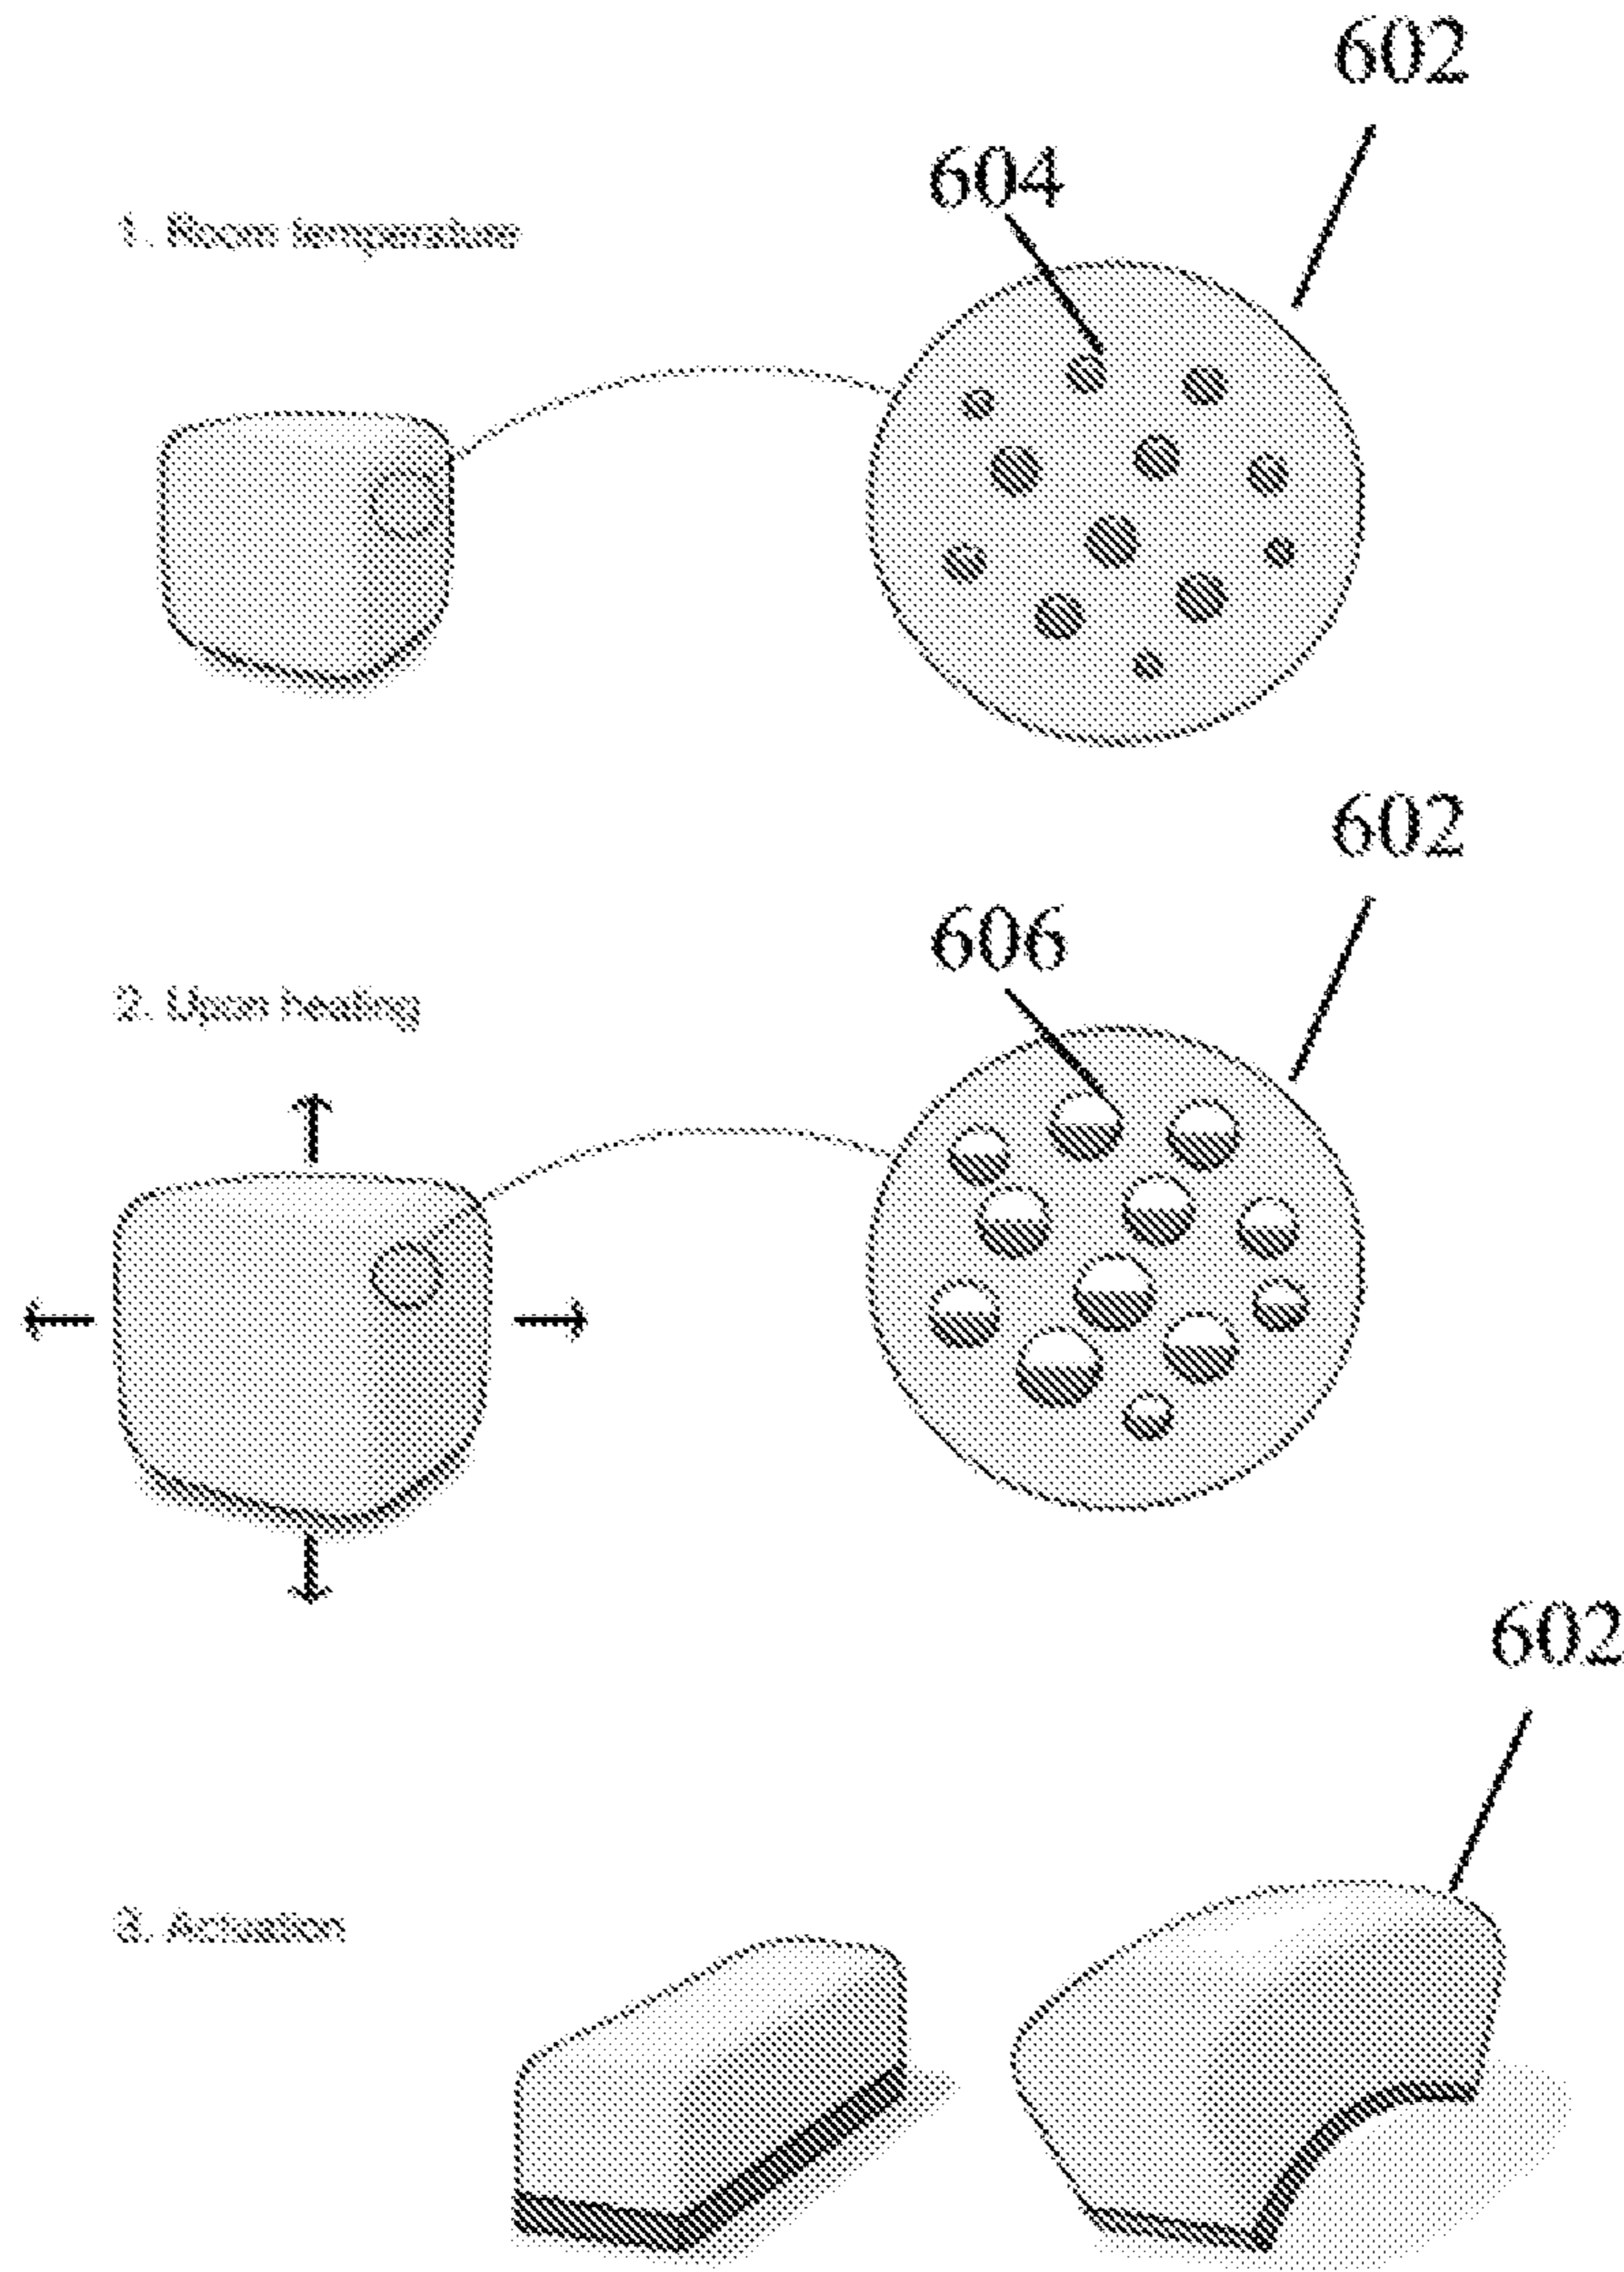 602
604
1. Room temperature
602
606
2. Upon heating
602
3. Actuation